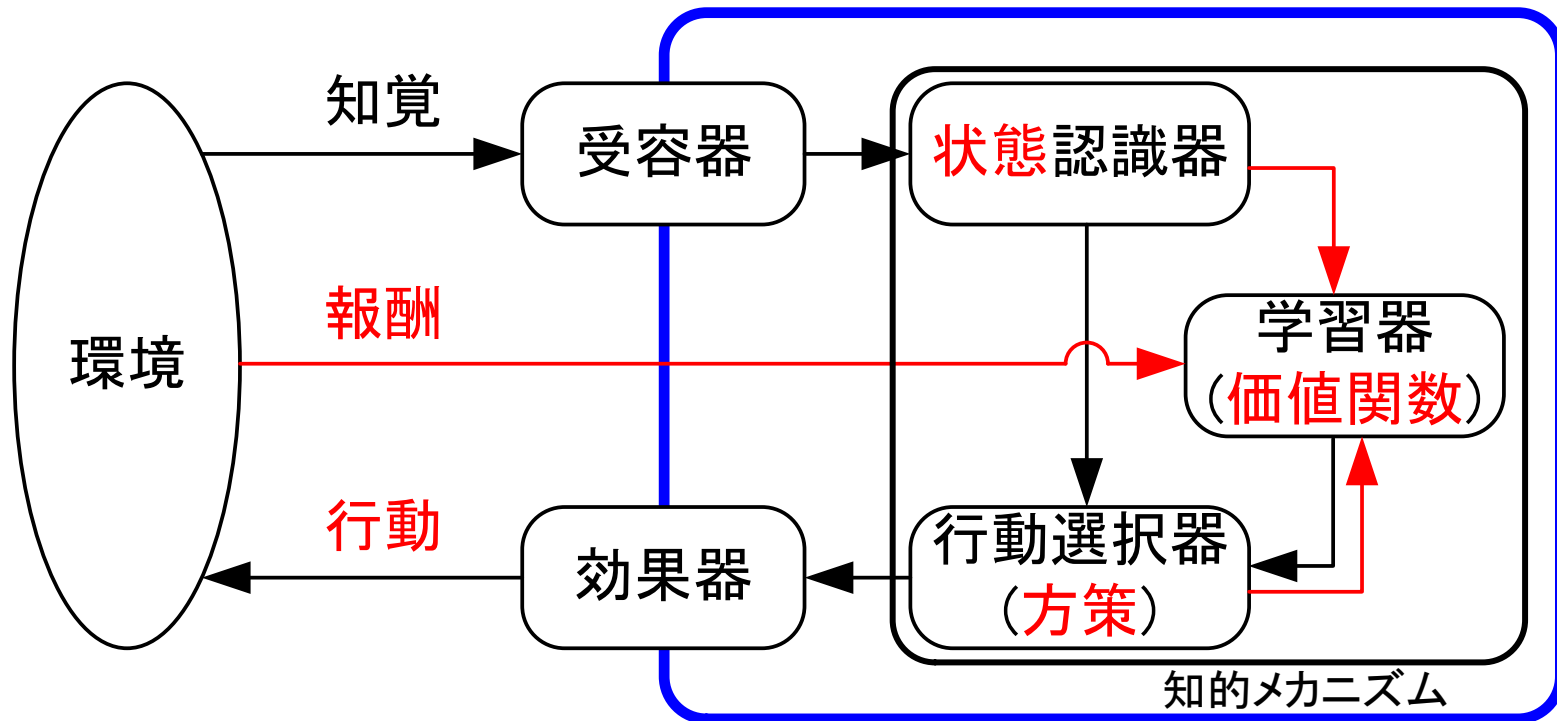 知覚
受容器
状態認識器
報酬
環境
学習器
(価値関数)
行動
効果器
行動選択器
(方策)
知的メカニズム